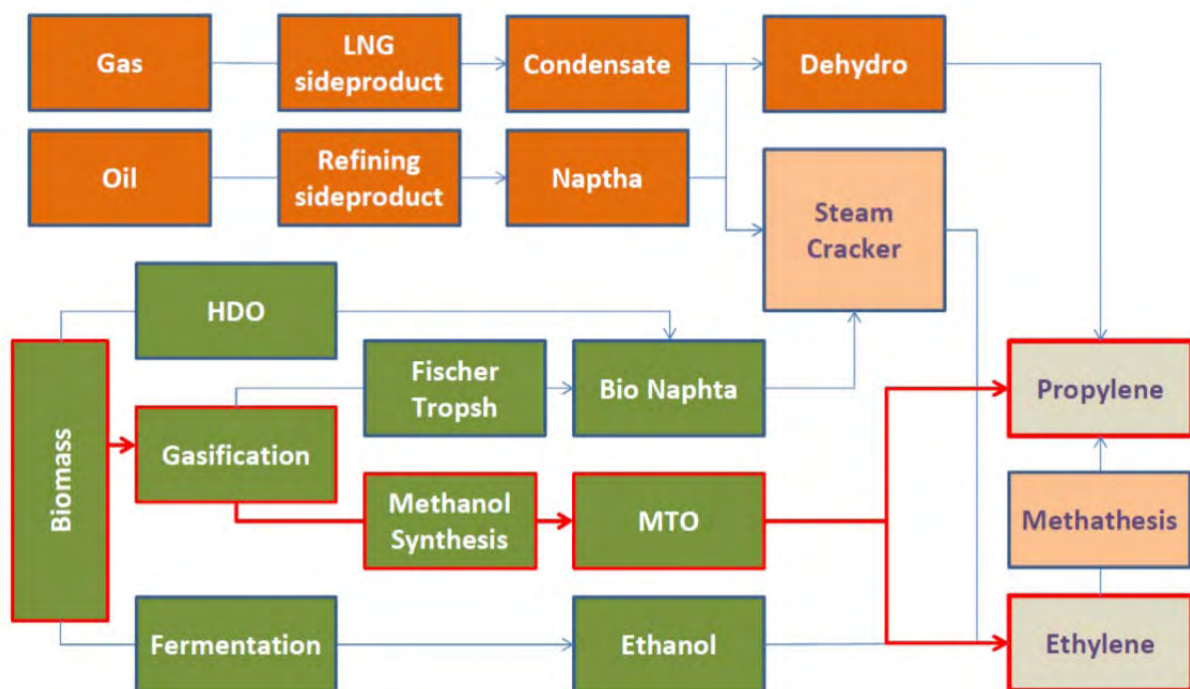 Gas
LNG
sideproduct
Condensate
Dehydro
Oil
Refining
sideproduct
Naptha
Steam
Cracker
HDO
Fischer
Tropsh
Bio Naphta
Propylene
Biomass
Gasification
Methanol
Synthesis
MTO
Methathesis
Fermentation
Ethanol
Ethylene